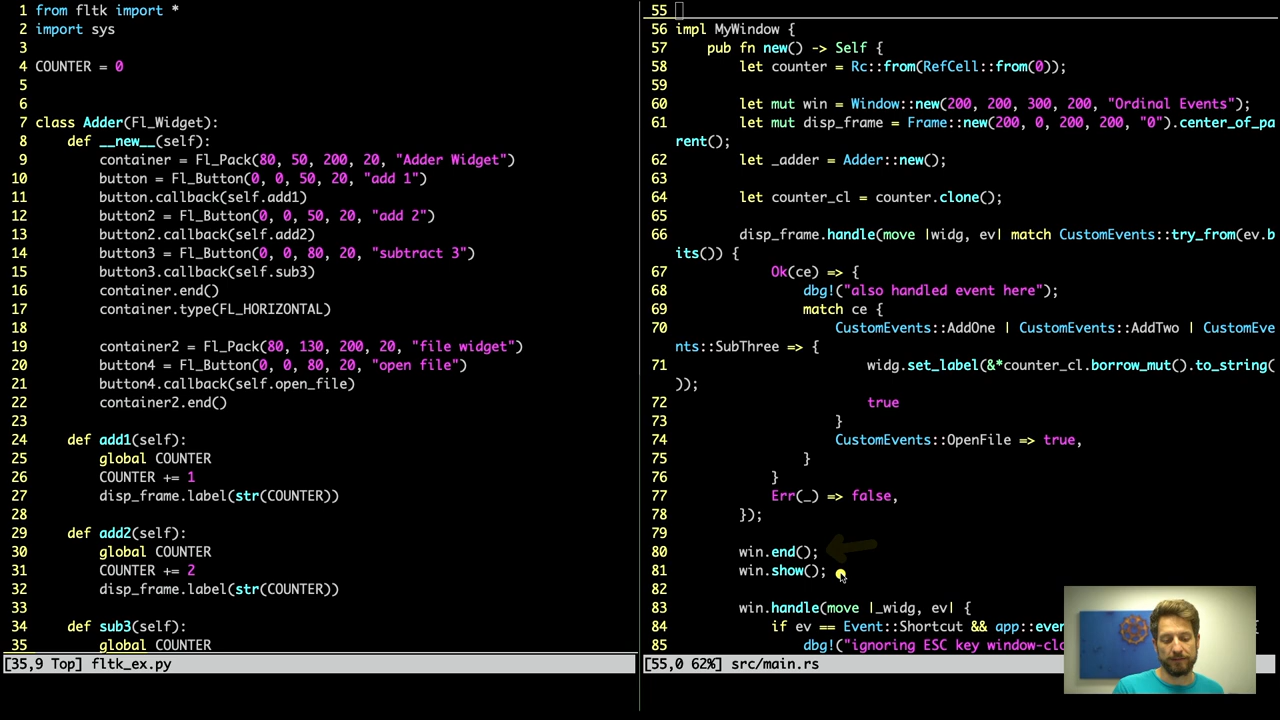 1 from fltk import *
2 import sys
3
4 COUNTER = 0
5
6
7 class Adder(Fl_Widget):
8     def __new__(self):
9         container = Fl_Pack(80, 50, 200, 20, "Adder Widget")
10         button = Fl_Button(0, 0, 50, 20, "add 1")
11         button.callback(self.add1)
12         button2 = Fl_Button(0, 0, 50, 20, "add 2")
13         button2.callback(self.add2)
14         button3 = Fl_Button(0, 0, 80, 20, "subtract 3")
15         button3.callback(self.sub3)
16         container.end()
17         container.type(FL_HORIZONTAL)
18
19         container2 = Fl_Pack(80, 130, 200, 20, "file widget")
20         button4 = Fl_Button(0, 0, 80, 20, "open file")
21         button4.callback(self.open_file)
22         container2.end()
23
24     def add1(self):
25         global COUNTER
26         COUNTER += 1
27         disp_frame.label(str(COUNTER))
28
29     def add2(self):
30         global COUNTER
31         COUNTER += 2
32         disp_frame.label(str(COUNTER))
33
34     def sub3(self):
35         global COUNTER
[35,9 Top] fltk_ex.py
55
56 impl MyWindow {
57     pub fn new() -> Self {
58         let counter = Rc::from(RefCell::from(0));
59
60         let mut win = Window::new(200, 200, 300, 200, "Ordinal Events");
61         let mut disp_frame = Frame::new(200, 0, 200, 200, "0").center_of_pa
rent();
62         let _adder = Adder::new();
63
64         let counter_cl = counter.clone();
65
66         disp_frame.handle(move |widg, ev| match CustomEvents::try_from(ev.b
its()) {
67             Ok(ce) => {
68                 dbg!("also handled event here");
69                 match ce {
70                     CustomEvents::AddOne | CustomEvents::AddTwo | CustomEve
nts::SubThree => {
71                         widg.set_label(&*counter_cl.borrow_mut().to_string(
));
72                         true
73                     }
74                     CustomEvents::OpenFile => true,
75                 }
76             }
77             Err(_) => false,
78         });
79
80         win.end();
81         win.show();
82
83         win.handle(move |_widg, ev| {
84             if ev == Event::Shortcut && app::even
85                 dbg!("ignoring ESC key window-clo
[55,0 62%] src/main.rs